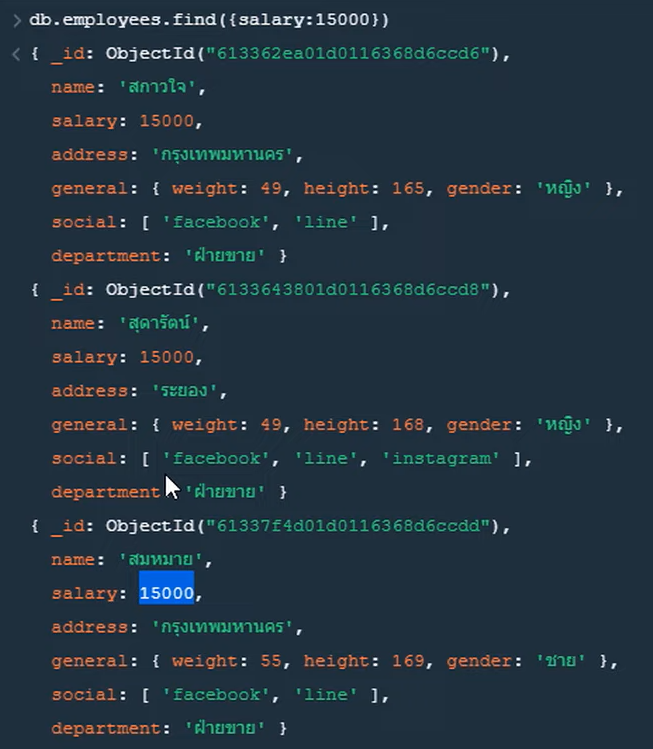 > db.employees.find({salary:15000})
< { _id: ObjectId("613362ea01d0116368d6ccd6"),
name: 'สกาวใจ',
salary: 15000,
address: 'กรุงเทพมหานคร',
general: { weight: 49, height: 165, gender: 'หญิง' },
social: [ 'facebook', 'line' ],
department: 'ฝ่ายขาย' }
{ _id: ObjectId("6133643801d0116368d6ccd8"),
name: 'สุดารัตน์',
salary: 15000,
address: 'ระยอง',
general: { weight: 49, height: 168, gender: 'หญิง' },
social: [ 'facebook', 'line', 'instagram' ],
department 'ฝ่ายขาย' }
{ _id: ObjectId("61337f4d01d0116368d6ccdd"),
name: 'สมหมาย',
salary: 15000,
address: 'กรุงเทพมหานคร',
general: { weight: 55, height: 169, gender: 'ชาย' },
social: [ 'facebook', 'line' ],
department: 'ฝ่ายขาย' }